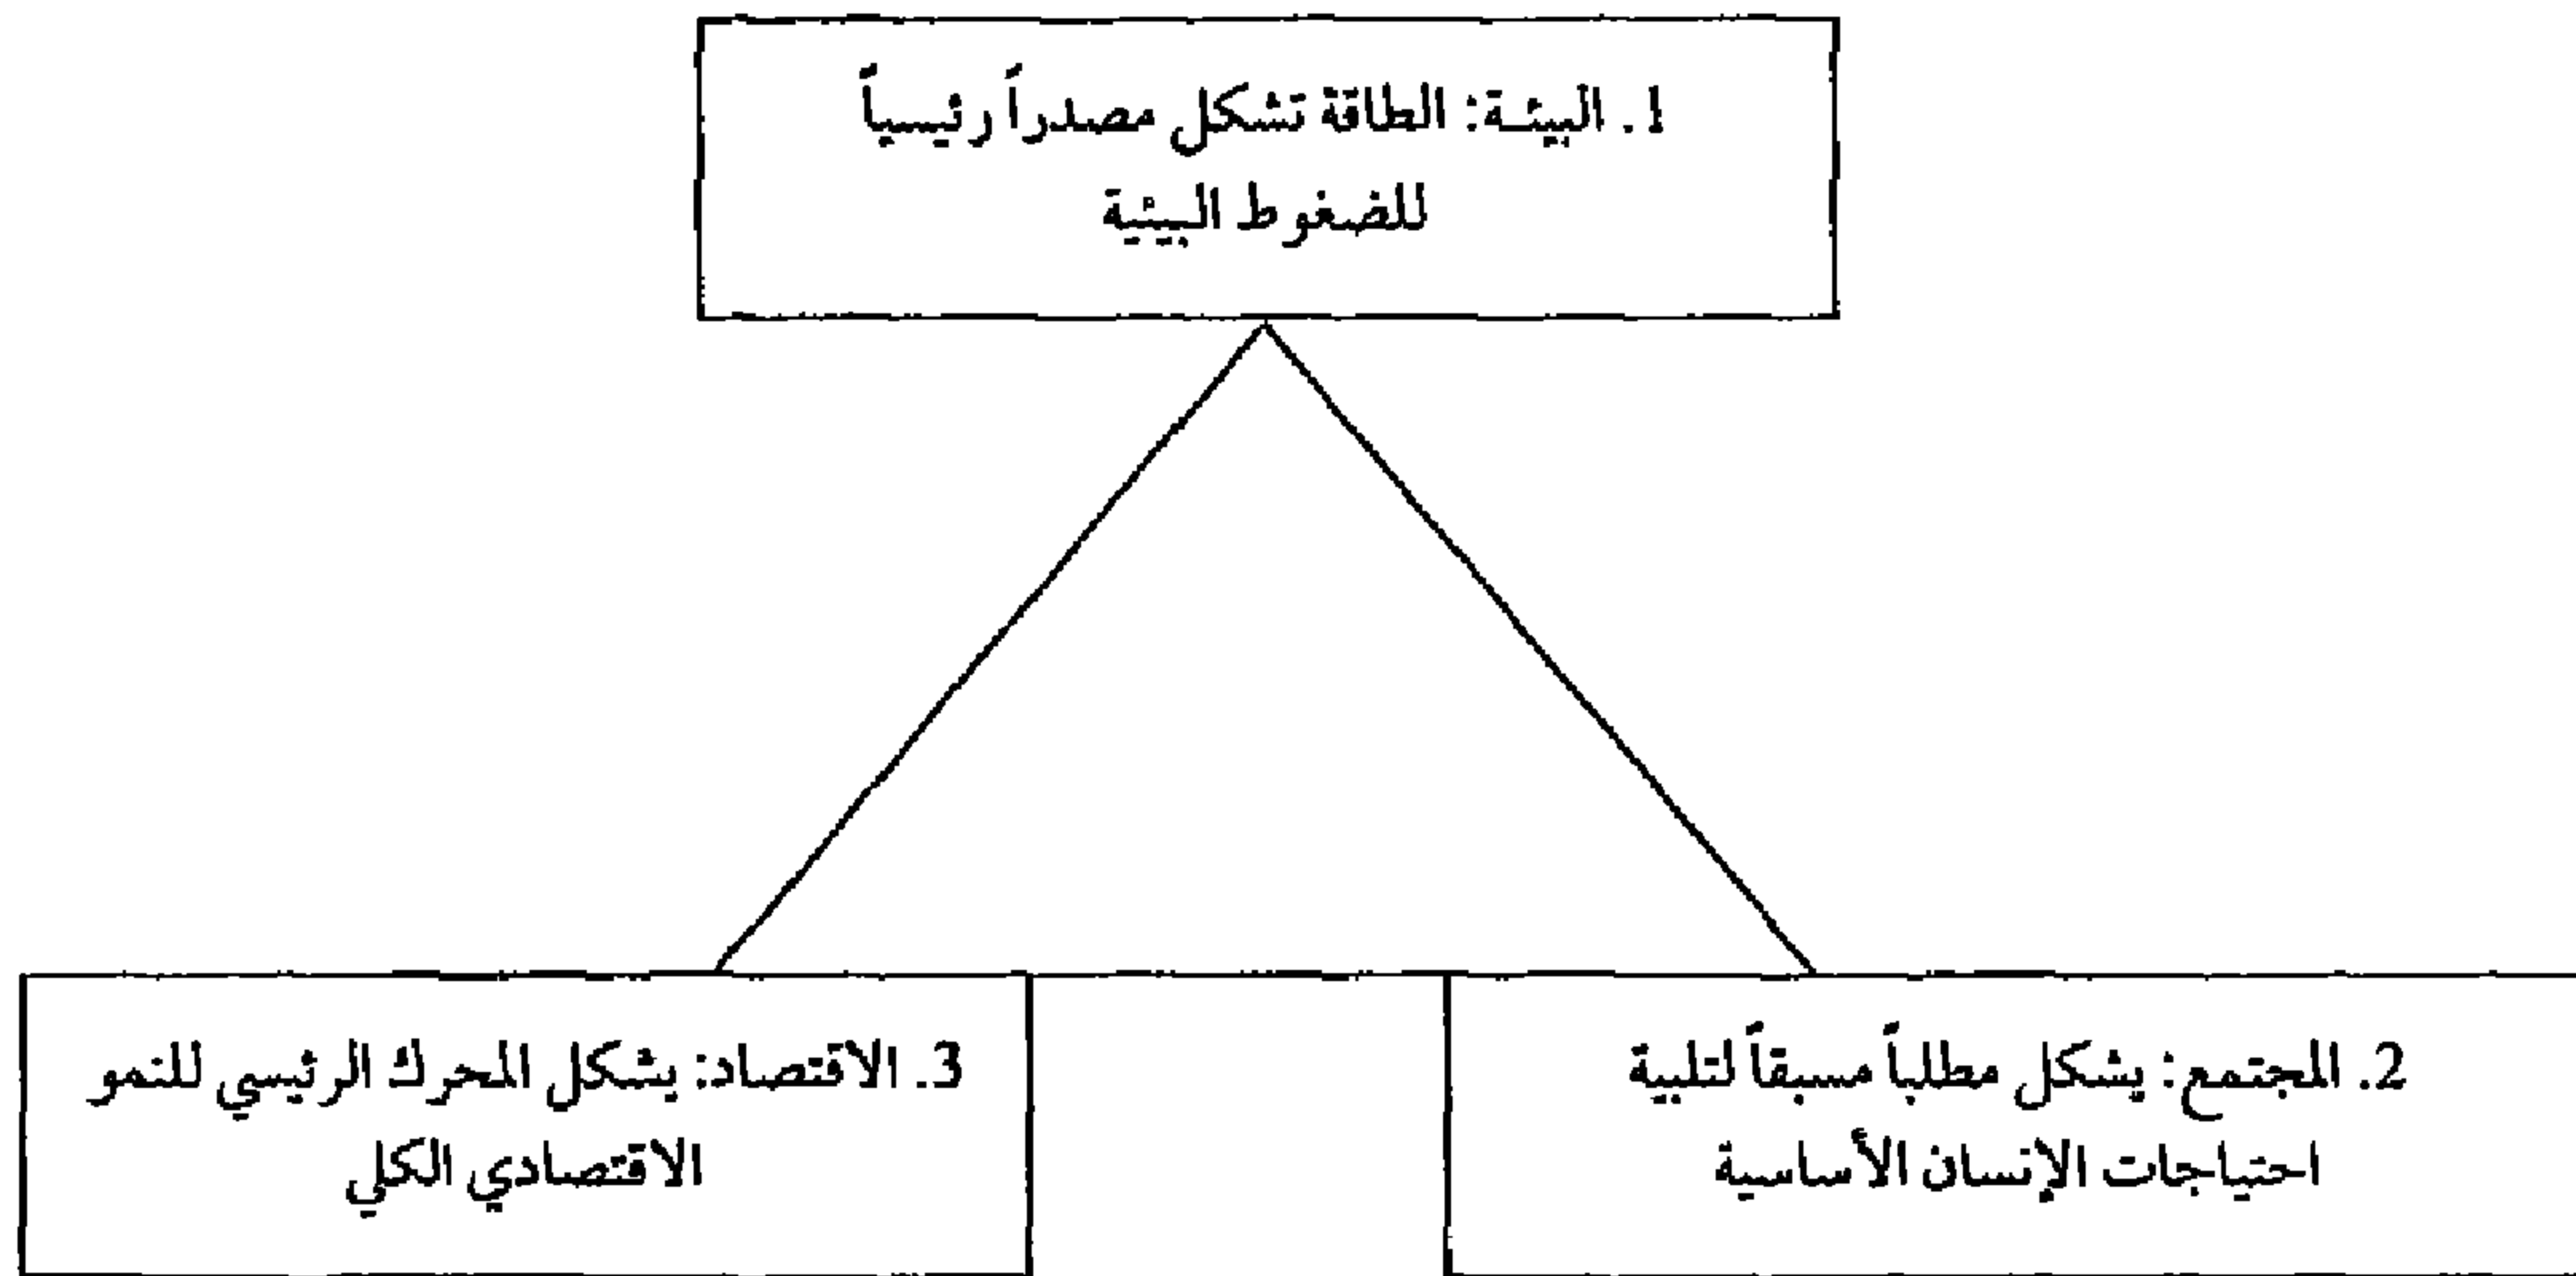 1. البيئة: الطاقة تشكل مصدراً رئيسياً
للضغوط البيئية
2. المجتمع: يشكل مطلباً مسبقاً لتلبية
احتياجات الإنسان الأساسية
3. الاقتصاد: يشكل المحرك الرئيسي للنمو
الاقتصادي الكلي